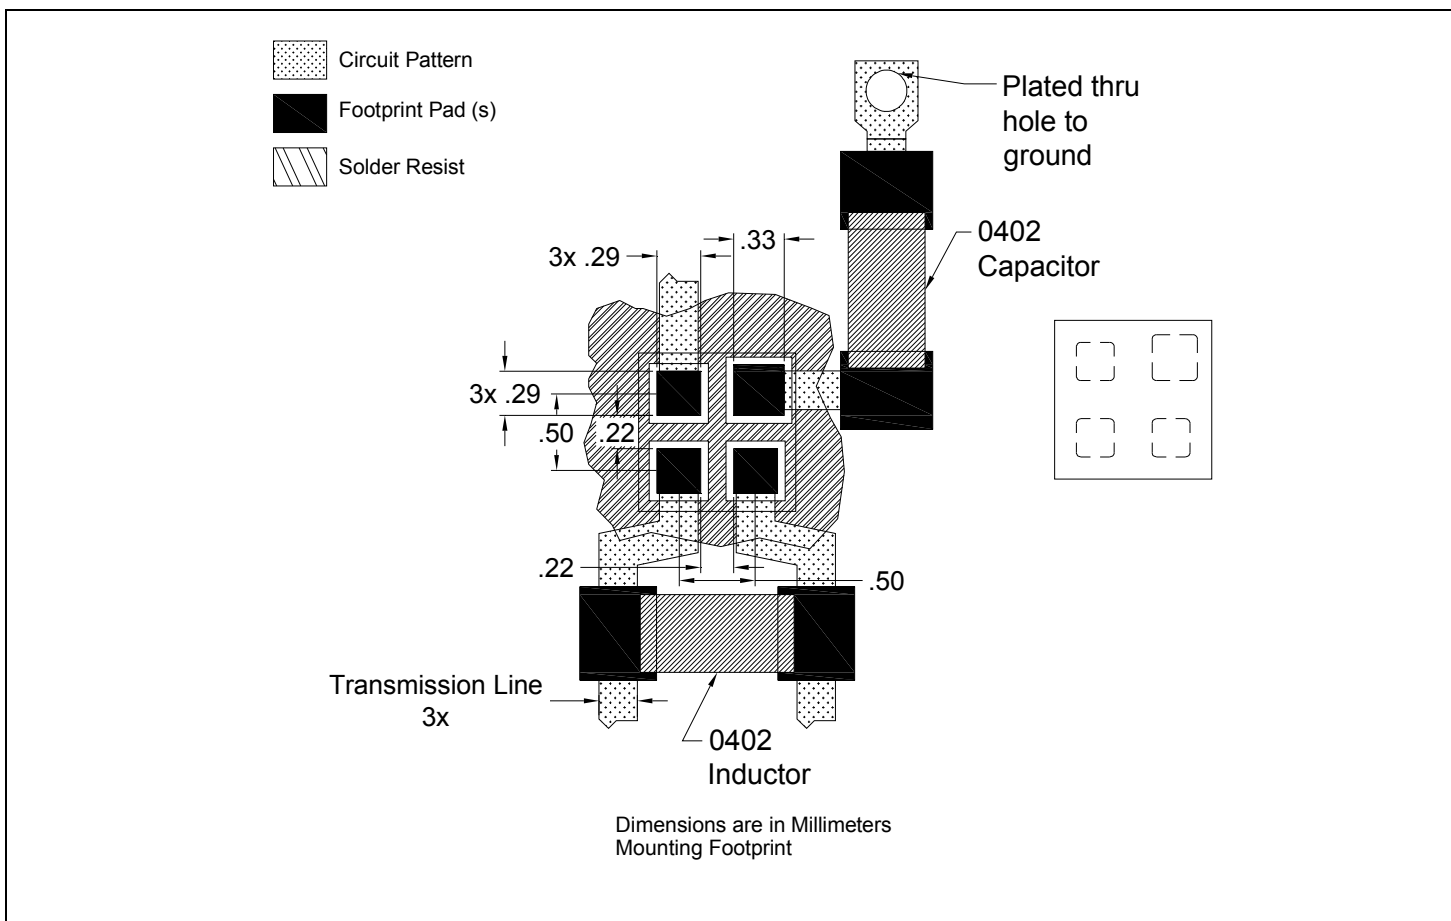 Circuit Pattern
Footprint Pad (s)
Solder Resist
Plated thru
hole to
ground
0402
Capacitor
3x .29
.33
3x .29
.50
.22
.22
.50
Transmission Line
3x
0402
Inductor
Dimensions are in Millimeters
Mounting Footprint